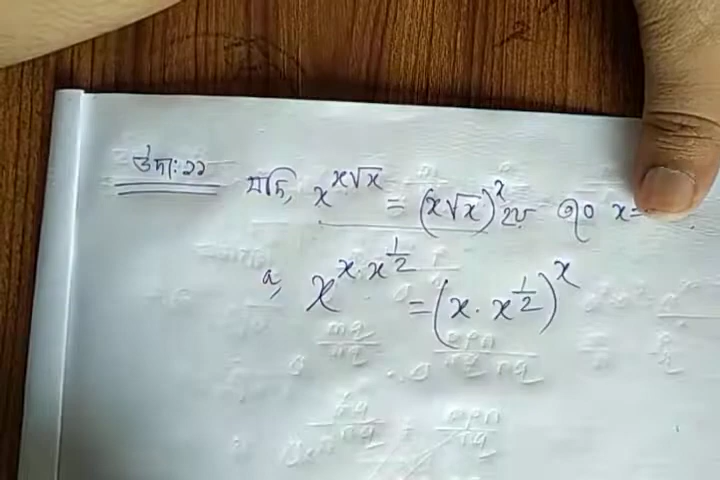 উদা: ১১ যদি, x^{x√x} = (x√x)^x হয় তবে x=
বা, x^{x·x^{1/2}} = (x·x^{1/2})^x